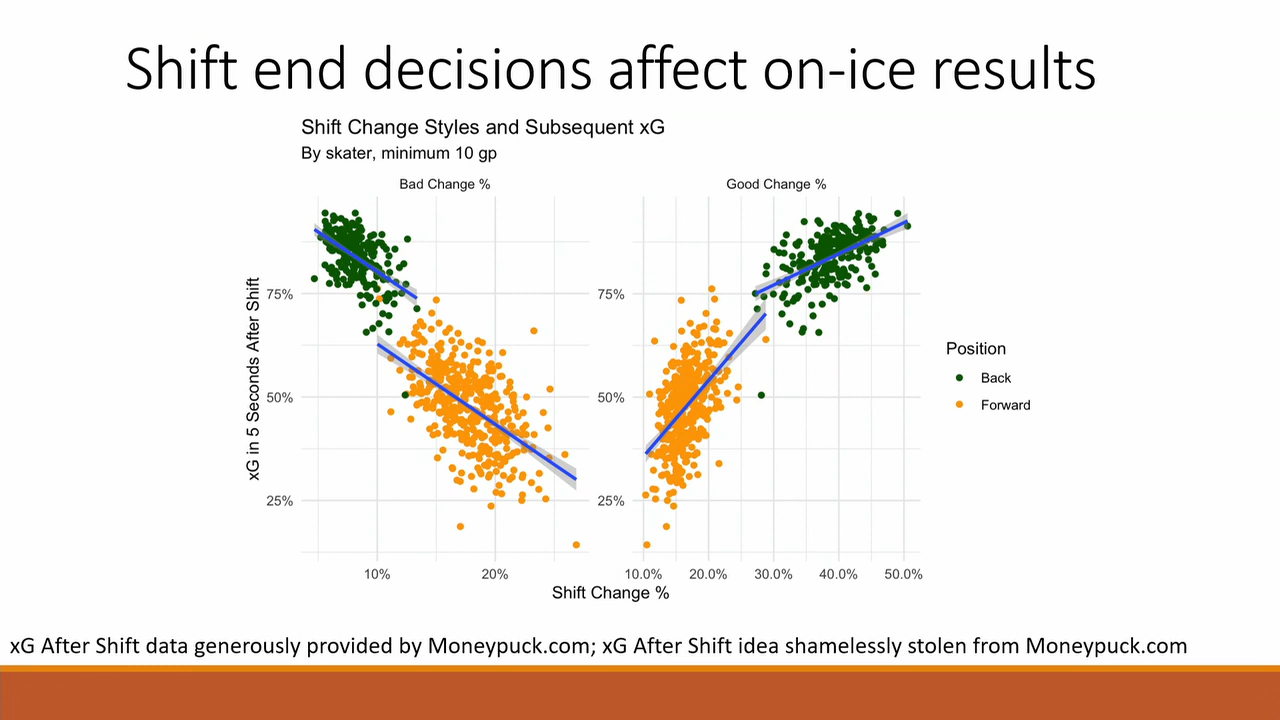 Shift end decisions affect on-ice results
Shift Change Styles and Subsequent xG
By skater, minimum 10 gp
Bad Change %
Good Change %
xG in 5 Seconds After Shift
75%
50%
25%
75%
50%
25%
10%
20%
10.0%
20.0%
30.0%
40.0%
50.0%
Shift Change %
Position
Back
Forward
xG After Shift data generously provided by Moneypuck.com; xG After Shift idea shamelessly stolen from Moneypuck.com